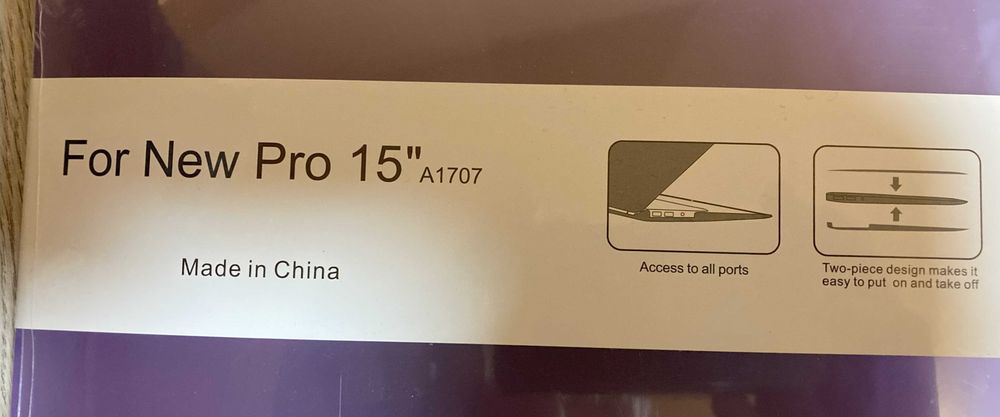 For New Pro 15" A1707
Made in China
Access to all ports
Two-piece design makes it
easy to put on and take off